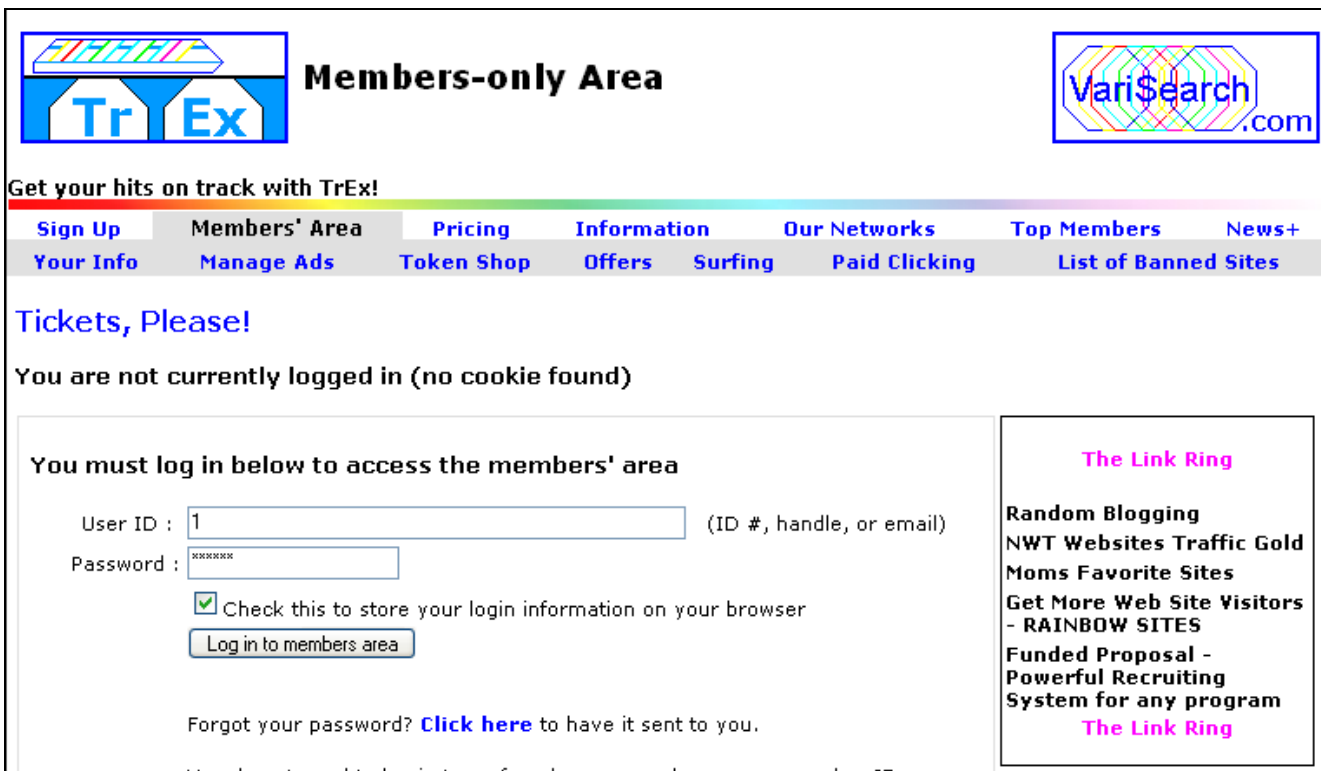 Tr Ex
Members-only Area
Vari$earch
.com
Get your hits on track with TrEx!
Sign Up Members' Area Pricing Information Our Networks Top Members News+
Your Info Manage Ads Token Shop Offers Surfing Paid Clicking List of Banned Sites
Tickets, Please!
You are not currently logged in (no cookie found)
You must log in below to access the members' area
User ID : 1 (ID #, handle, or email)
Password : ******
Check this to store your login information on your browser
Log in to members area
Forgot your password? Click here to have it sent to you.
The Link Ring
Random Blogging
NWT Websites Traffic Gold
Moms Favorite Sites
Get More Web Site Visitors
- RAINBOW SITES
Funded Proposal -
Powerful Recruiting
System for any program
The Link Ring